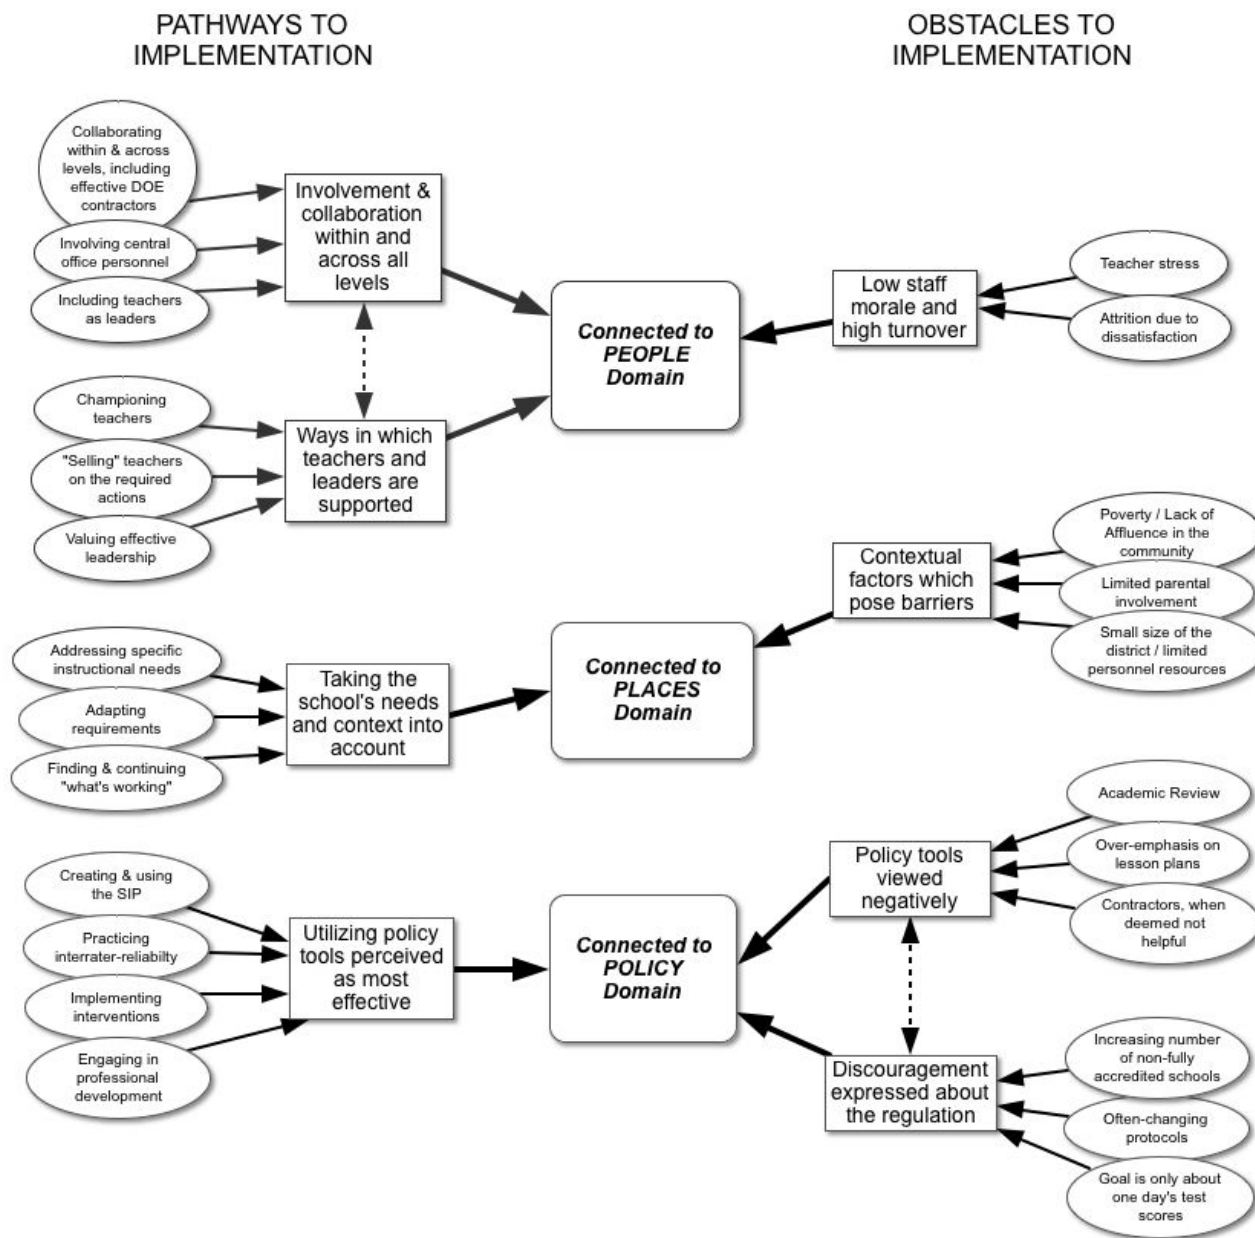 PATHWAYS TO
IMPLEMENTATION
OBSTACLES TO
IMPLEMENTATION
Collaborating
within & across
levels, including
effective DOE
contractors
Involving central
office personnel
Including teachers
as leaders
Involvement &
collaboration
within and
across all
levels
Championing
teachers
"Selling" teachers
on the required
actions
Valuing effective
leadership
Ways in which
teachers and
leaders are
supported
Connected to
PEOPLE
Domain
Low staff
morale and
high turnover
Teacher stress
Attrition due to
dissatisfaction
Addressing specific
instructional needs
Adapting
requirements
Finding & continuing
"what's working"
Taking the
school's needs
and context into
account
Connected to
PLACES
Domain
Contextual
factors which
pose barriers
Poverty / Lack of
Affluence in the
community
Limited parental
involvement
Small size of the
district / limited
personnel resources
Creating & using
the SIP
Practicing
interrater-reliabilty
Implementing
interventions
Engaging in
professional
development
Utilizing policy
tools perceived
as most
effective
Connected to
POLICY
Domain
Policy tools
viewed
negatively
Academic Review
Over-emphasis on
lesson plans
Contractors, when
deemed not
helpful
Discouragement
expressed about
the regulation
Increasing number
of non-fully
accredited schools
Often-changing
protocols
Goal is only about
one day's test
scores